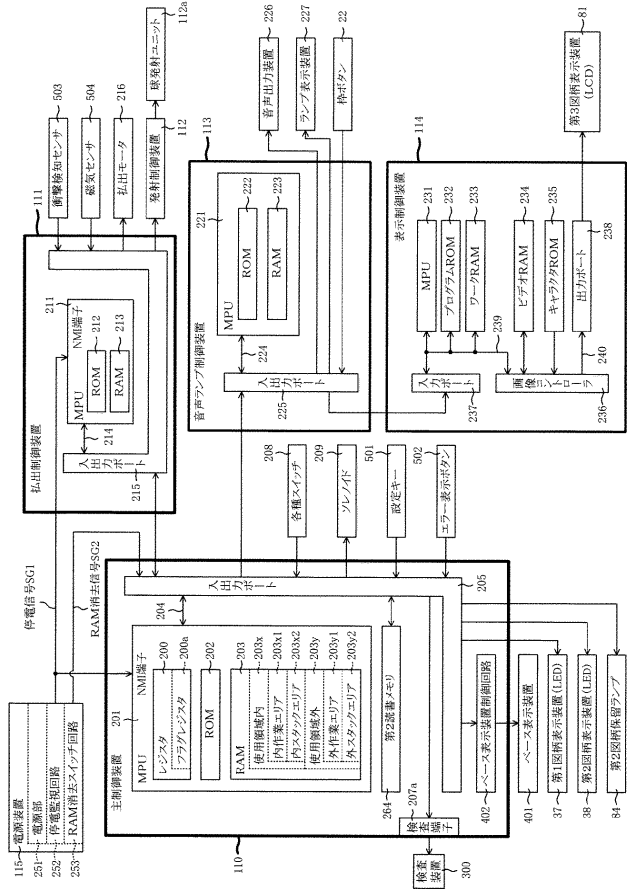 115
電源装置
251
電源部
252
停電監視回路
253
RAM消去スイッチ回路
停電信号SG1
RAM消去信号SG2
110
主制御装置
201
MPU
NMI端子
レジスタ
200
フラグレジスタ
200a
ROM
202
RAM
203
使用領域内
203x
内作業エリア
203x1
内スタックエリア
203x2
使用領域外
203y
外作業エリア
203y1
外スタックエリア
203y2
204
入出力ポート
205
第2読書メモリ
264
207a
検査端子
検査装置
300
402
ベース表示装置制御回路
401
ベース表示装置
37
第1図柄表示装置(LED)
38
第2図柄表示装置(LED)
84
第2図柄保留ランプ
208
各種スイッチ
209
ソレノイド
501
設定キー
502
エラー表示ボタン
111
払出制御装置
211
NMI端子
MPU
ROM
212
RAM
213
214
入出力ポート
215
503
衝撃検知センサ
504
磁気センサ
216
払出モータ
112
発射制御装置
112a
球発射ユニット
113
音声ランプ制御装置
221
MPU
ROM
222
RAM
223
224
入出力ポート
225
226
音声出力装置
227
ランプ表示装置
22
枠ボタン
114
表示制御装置
MPU
231
プログラムROM
232
ワークRAM
233
ビデオRAM
234
キャラクタROM
235
出力ポート
238
239
240
入力ポート
237
画像コントローラ
236
81
第3図柄表示装置
(LCD)